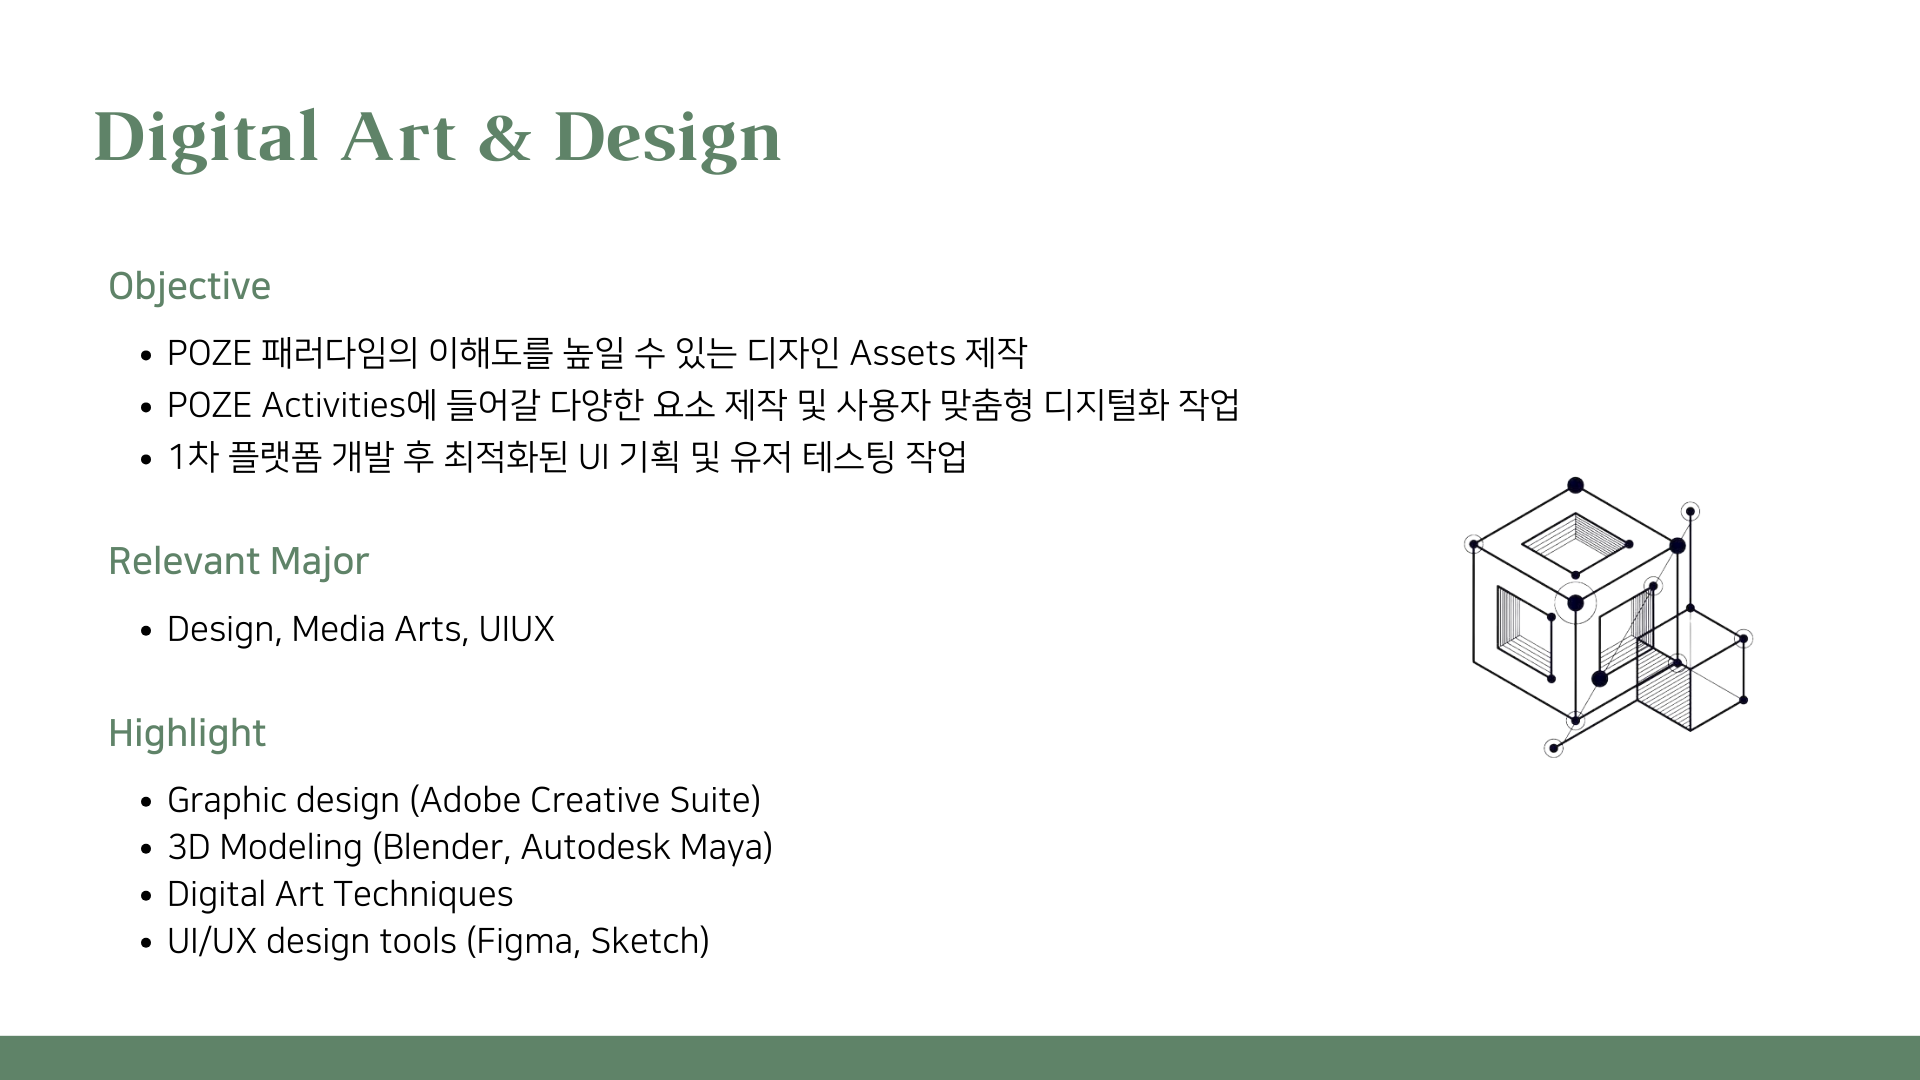 Digital Art & Design
Objective
• POZE 패러다임의 이해도를 높일 수 있는 디자인 Assets 제작
• POZE Activities에 들어갈 다양한 요소 제작 및 사용자 맞춤형 디지털화 작업
• 1차 플랫폼 개발 후 최적화된 UI 기획 및 유저 테스팅 작업
Relevant Major
• Design, Media Arts, UIUX
Highlight
• Graphic design (Adobe Creative Suite)
• 3D Modeling (Blender, Autodesk Maya)
• Digital Art Techniques
• UI/UX design tools (Figma, Sketch)